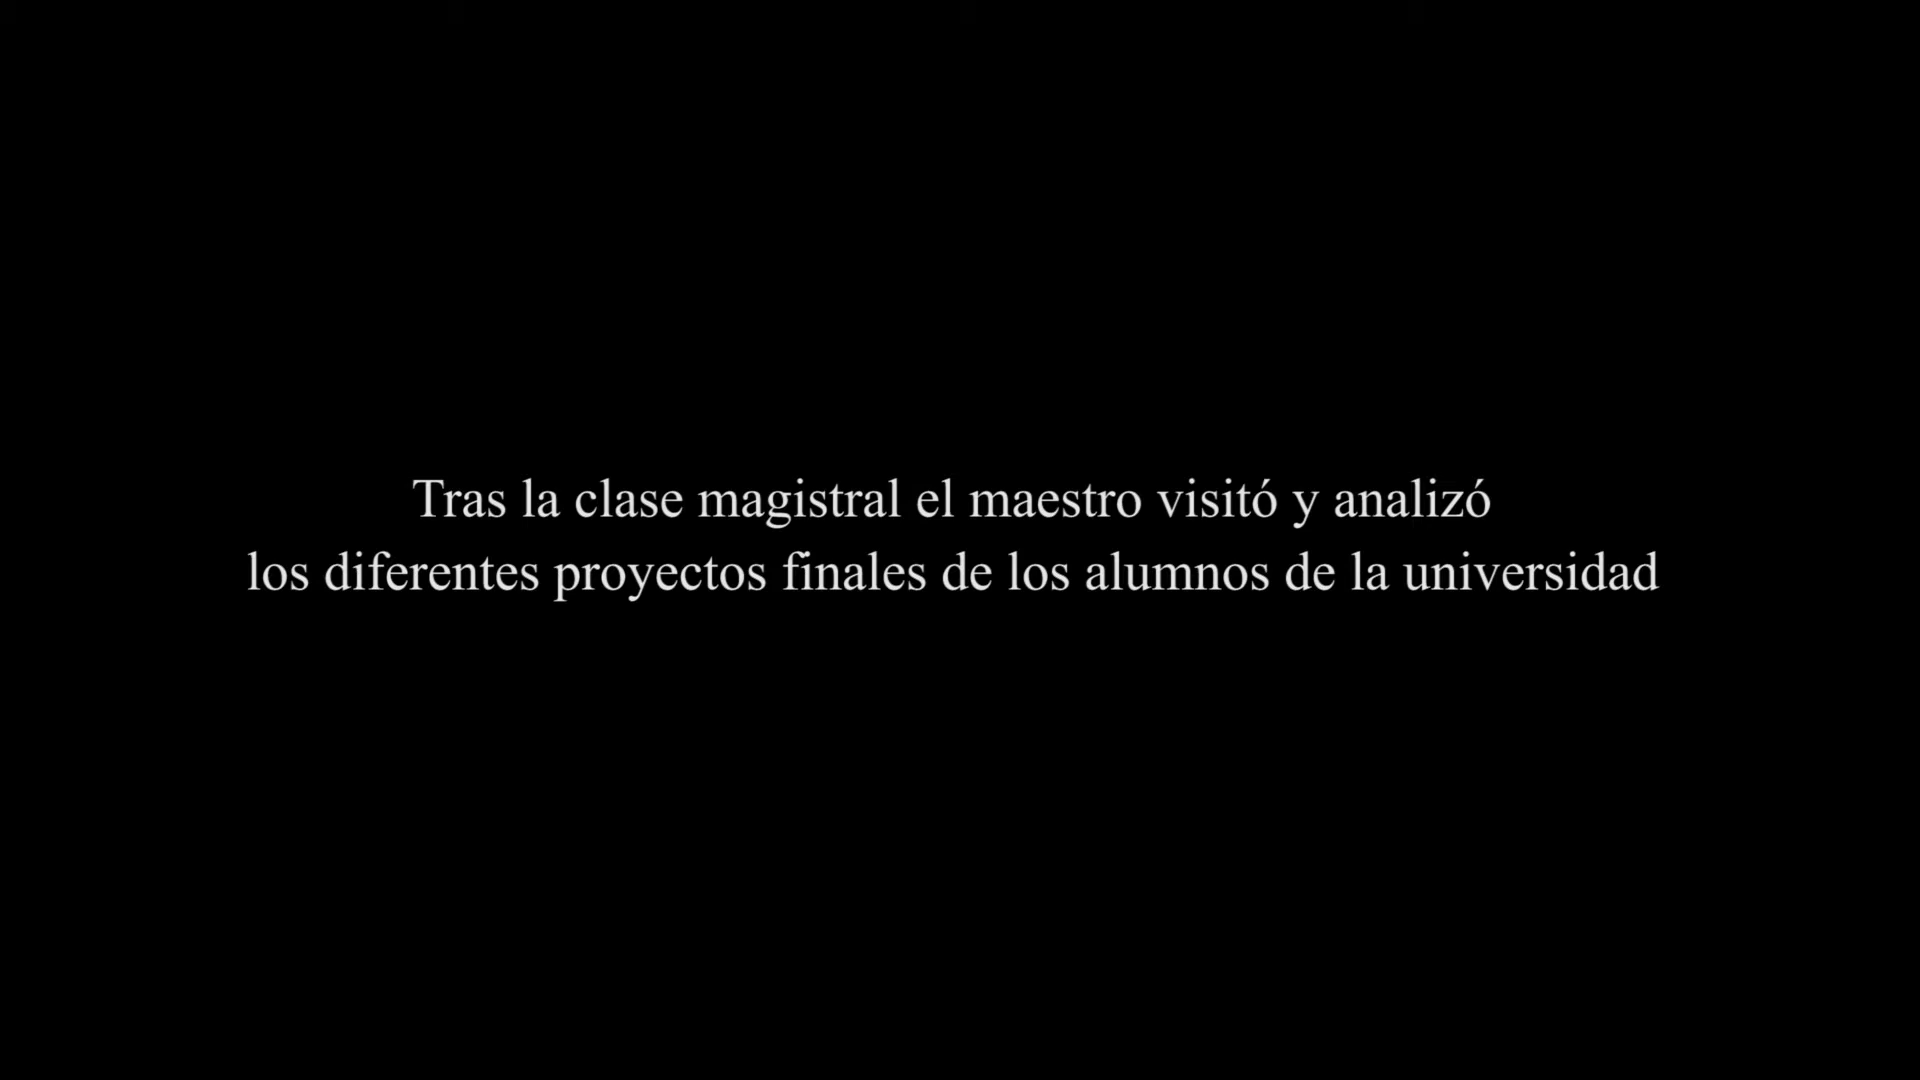 Tras la clase magistral el maestro visitó y analizó
los diferentes proyectos finales de los alumnos de la universidad